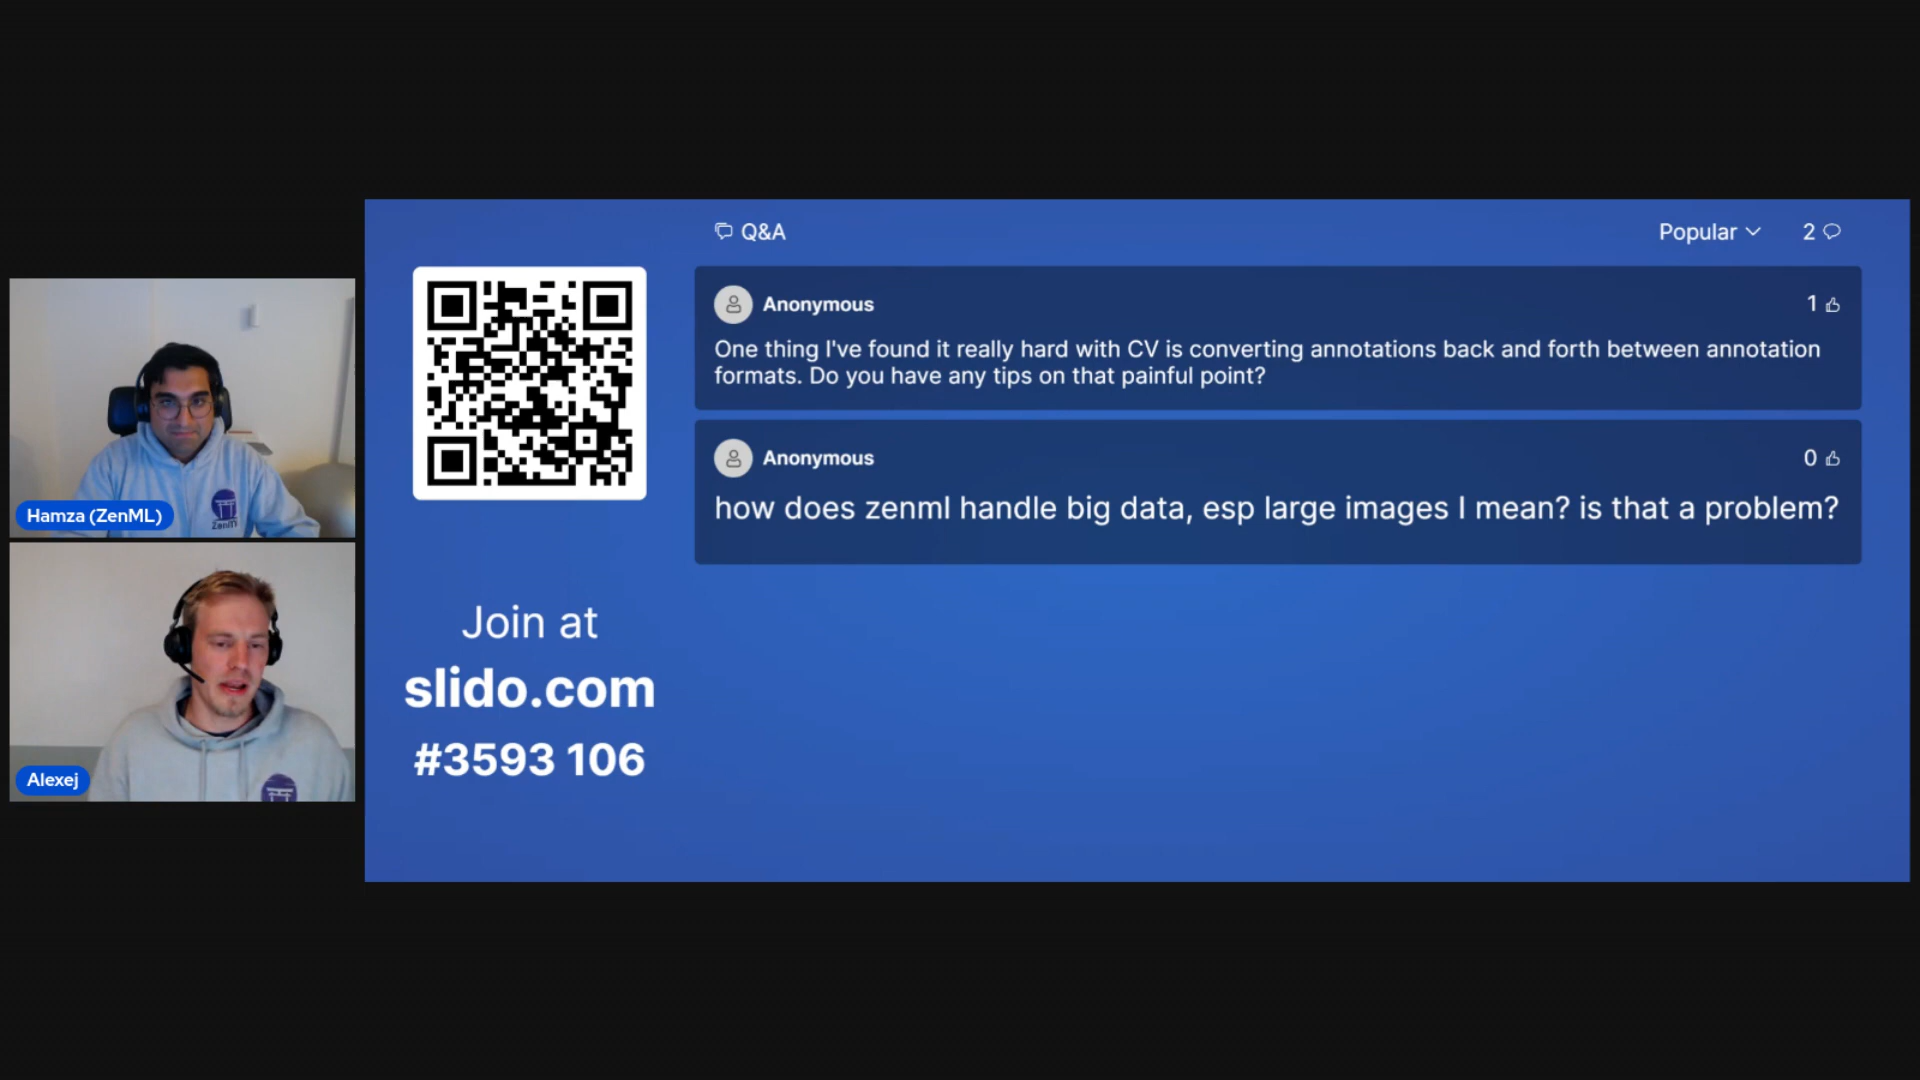 Q&A
Popular
2
Anonymous
1
One thing I've found it really hard with CV is converting annotations back and forth between annotation
formats. Do you have any tips on that painful point?
Anonymous
0
how does zenml handle big data, esp large images I mean? is that a problem?
Join at
slido.com
#3593 106
Hamza (ZenML)
ZenML
Alexej